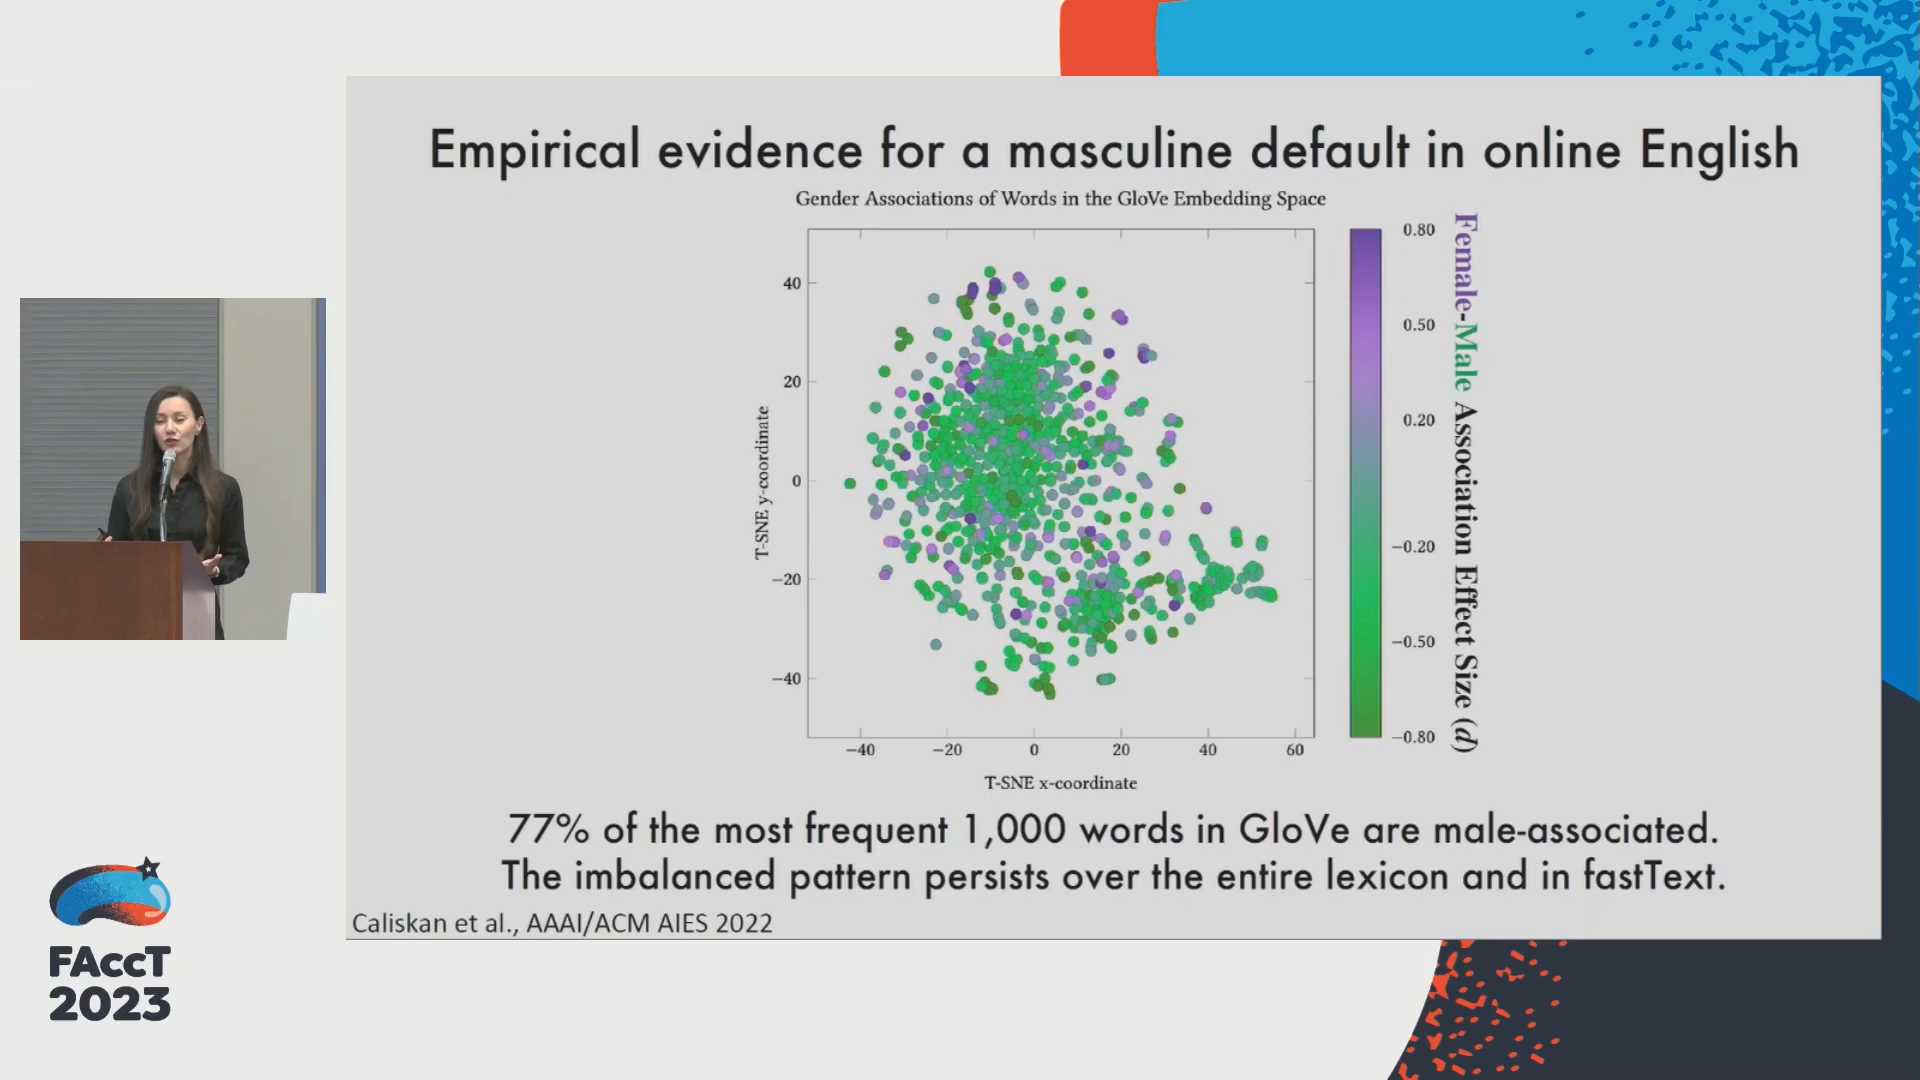 Empirical evidence for a masculine default in online English
Gender Associations of Words in the GloVe Embedding Space
40
20
0
−20
−40
T-SNE y-coordinate
−40
−20
0
20
40
60
T-SNE x-coordinate
0.80
0.50
0.20
−0.20
−0.50
−0.80
Female-Male Association Effect Size (d)
77% of the most frequent 1,000 words in GloVe are male-associated.
The imbalanced pattern persists over the entire lexicon and in fastText.
Caliskan et al., AAAI/ACM AIES 2022
FAccT
2023